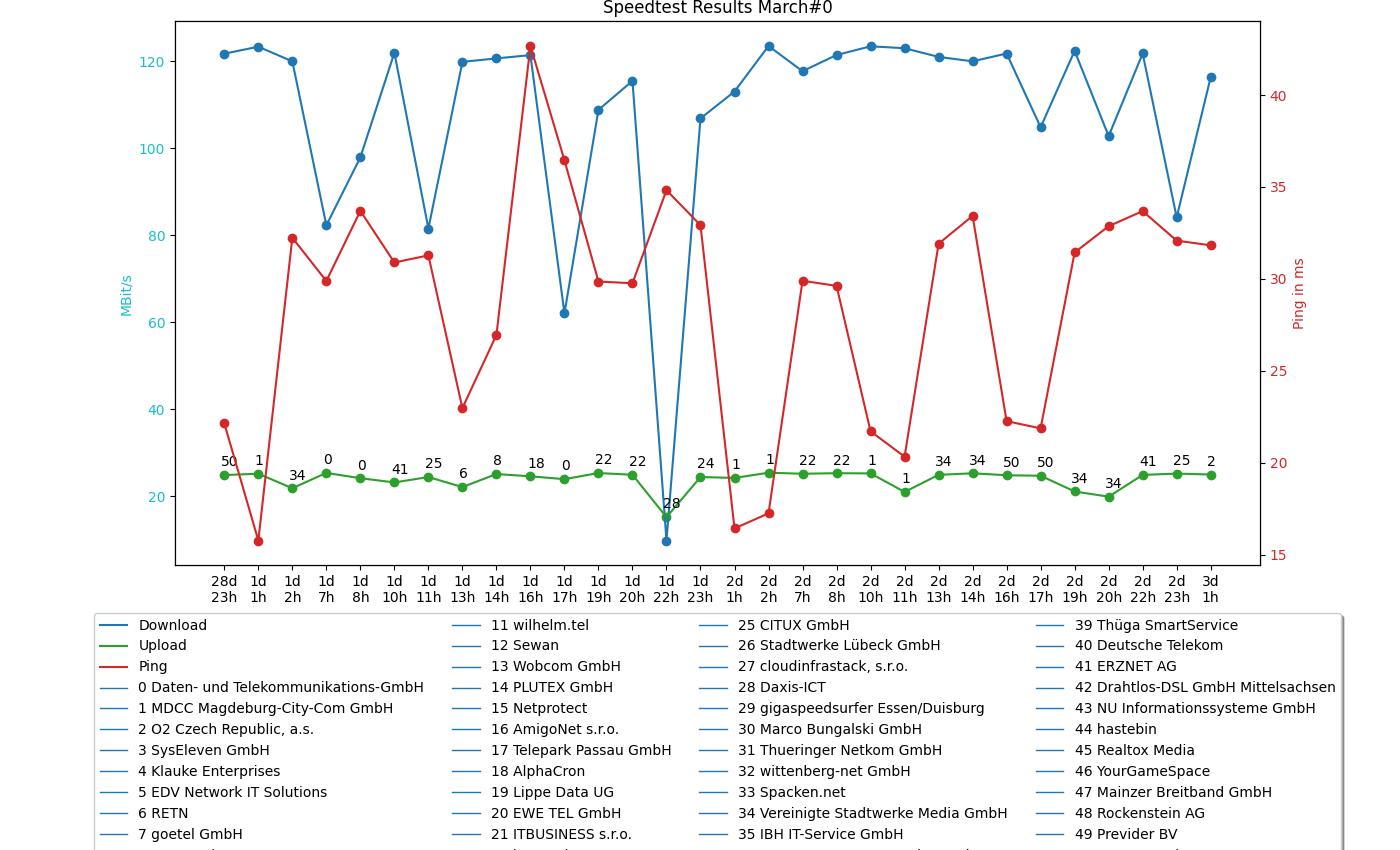 Speedtest Results March#0
120
100
80
60
40
20
MBit/s
40
35
30
25
20
15
Ping in ms
50 1 34 0 0 41 25 6 8 18 0 22 22 28 24 1 1 22 22 1 1 34 34 50 50 34 34 41 25 2
28d 1d 1d 1d 1d 1d 1d 1d 1d 1d 1d 1d 1d 1d 1d 2d 2d 2d 2d 2d 2d 2d 2d 2d 2d 2d 2d 2d 2d 3d
23h 1h 2h 7h 8h 10h 11h 13h 14h 16h 17h 19h 20h 22h 23h 1h 2h 7h 8h 10h 11h 13h 14h 16h 17h 19h 20h 22h 23h 1h
Download
Upload
Ping
0 Daten- und Telekommunikations-GmbH
1 MDCC Magdeburg-City-Com GmbH
2 O2 Czech Republic, a.s.
3 SysEleven GmbH
4 Klauke Enterprises
5 EDV Network IT Solutions
6 RETN
7 goetel GmbH
11 wilhelm.tel
12 Sewan
13 Wobcom GmbH
14 PLUTEX GmbH
15 Netprotect
16 AmigoNet s.r.o.
17 Telepark Passau GmbH
18 AlphaCron
19 Lippe Data UG
20 EWE TEL GmbH
21 ITBUSINESS s.r.o.
25 CITUX GmbH
26 Stadtwerke Lübeck GmbH
27 cloudinfrastack, s.r.o.
28 Daxis-ICT
29 gigaspeedsurfer Essen/Duisburg
30 Marco Bungalski GmbH
31 Thueringer Netkom GmbH
32 wittenberg-net GmbH
33 Spacken.net
34 Vereinigte Stadtwerke Media GmbH
35 IBH IT-Service GmbH
39 Thüga SmartService
40 Deutsche Telekom
41 ERZNET AG
42 Drahtlos-DSL GmbH Mittelsachsen
43 NU Informationssysteme GmbH
44 hastebin
45 Realtox Media
46 YourGameSpace
47 Mainzer Breitband GmbH
48 Rockenstein AG
49 Previder BV